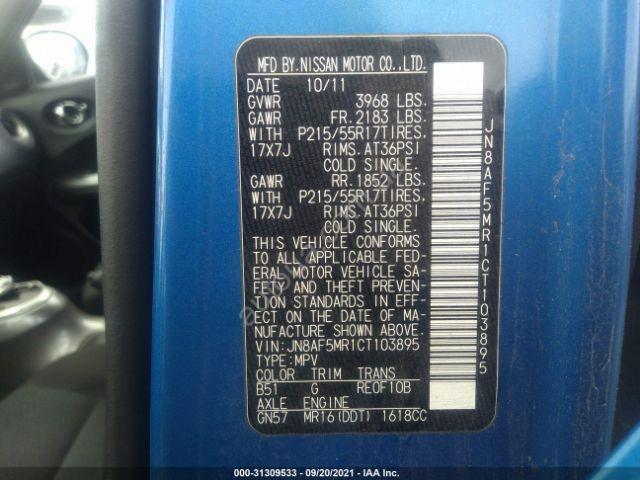 MFD BY.NISSAN MOTOR CO.,LTD.
DATE 10/11
GVWR 3968 LBS.
GAWR FR.2183 LBS.
WITH P215/55R17TIRES.
17X7J RIMS.AT36PSI
COLD SINGLE.
GAWR RR.1852 LBS.
WITH P215/55R17TIRES.
17X7J RIMS.AT36PSI
COLD SINGLE.
THIS VEHICLE CONFORMS
TO ALL APPLICABLE FED-
ERAL MOTOR VEHICLE SA-
FETY AND THEFT PREVEN-
TION STANDARDS IN EFF-
ECT ON THE DATE OF MA-
NUFACTURE SHOWN ABOVE.
VIN:JN8AF5MR1CT103895
TYPE:MPV
COLOR TRIM TRANS
B51 G RE0F10B
AXLE ENGINE
GN57 MR16(DDT) 1618CC
JN8AF5MR1CT103895
000-31309533 - 09/20/2021 - IAA Inc.